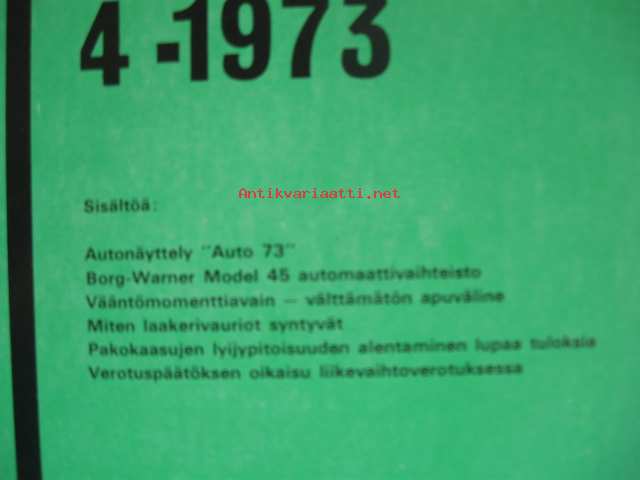 4-1973
Antikvariaatti.net
Sisältöä:
Autonäyttely "Auto 73"
Borg-Warner Model 45 automaattivaihteisto
Vääntömomenttiavain — välttämätön apuväline
Miten laakerivauriot syntyvät
Pakokaasujen lyijypitoisuuden alentaminen lupaa tuloksia
Verotuspäätöksen oikaisu liikevaihtoverotuksessa